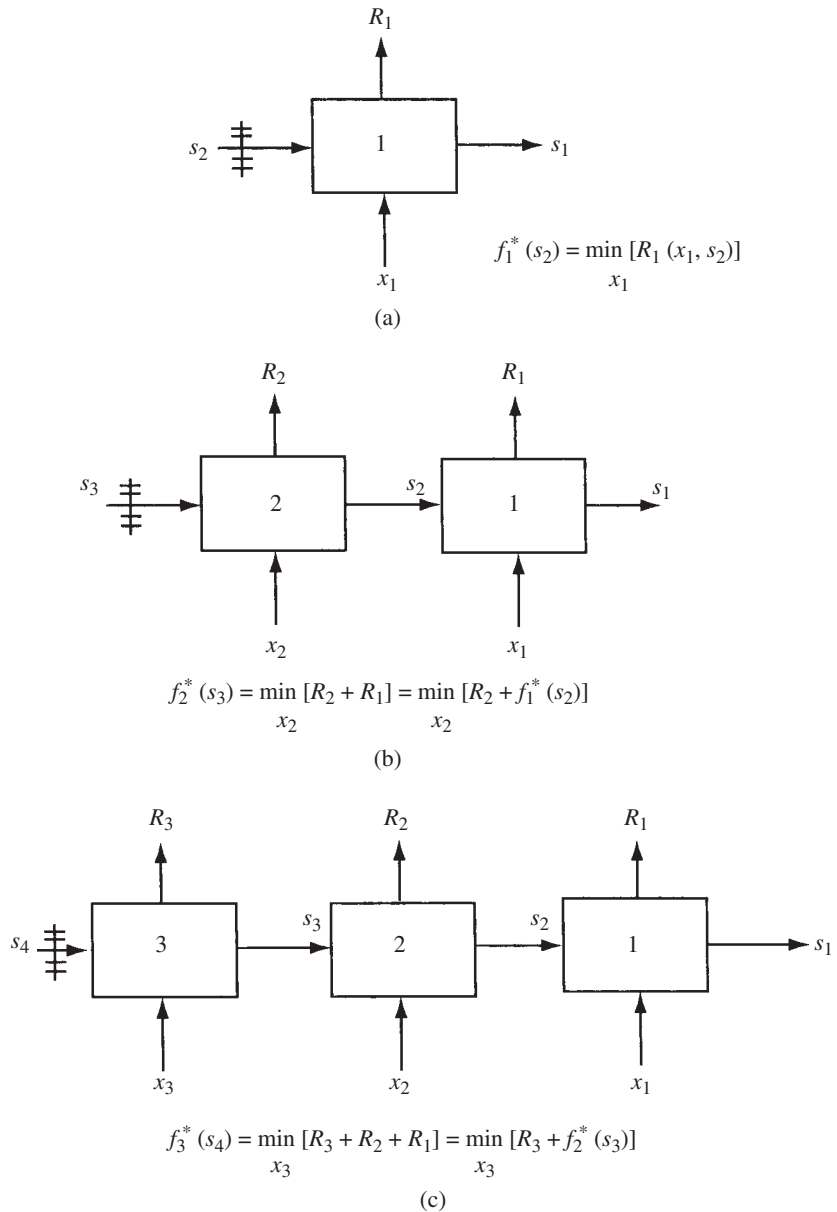 R₁
s₂ 1 s₁
x₁
f₁* (s₂) = min [R₁ (x₁, s₂)]
x₁
(a)
R₂ R₁
s₃ 2 s₂ 1 s₁
x₂ x₁
f₂* (s₃) = min [R₂ + R₁] = min [R₂ + f₁* (s₂)]
x₂ x₂
(b)
R₃ R₂ R₁
s₄ 3 s₃ 2 s₂ 1 s₁
x₃ x₂ x₁
f₃* (s₄) = min [R₃ + R₂ + R₁] = min [R₃ + f₂* (s₃)]
x₃ x₃
(c)